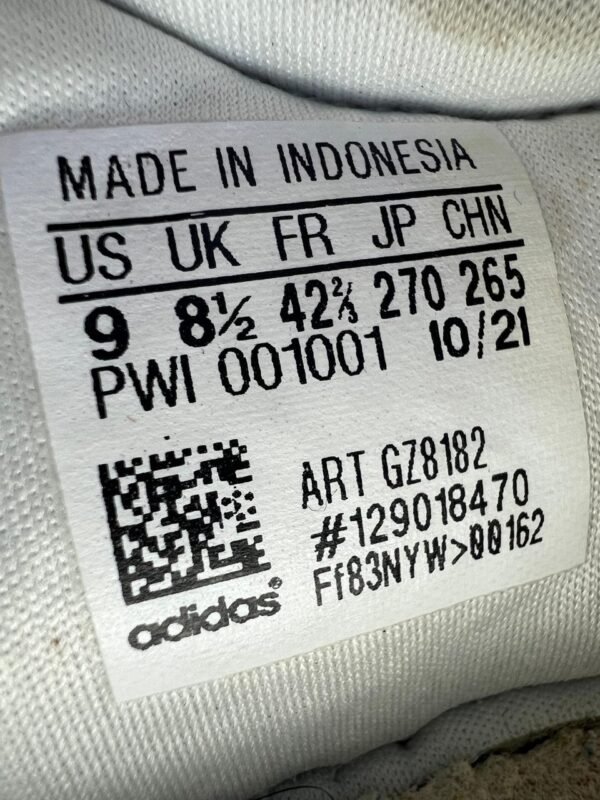 MADE IN INDONESIA
US UK FR JP CHN
9 8½ 42⅔ 270 265
PWI 001001 10/21
ART GZ8182
#129018470
Ff83NYW>00162
adidas®